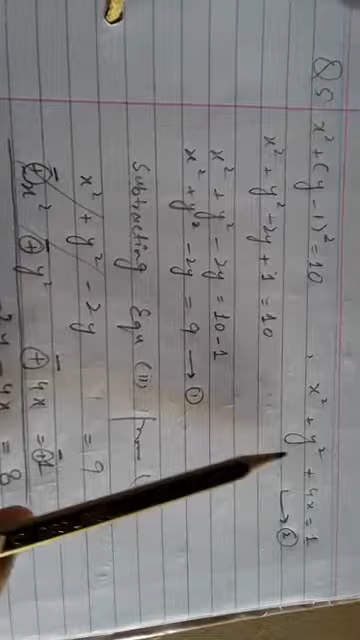 Q5 x² + (y - 1)² = 10 , x² + y² + 4x = 1 → ②
x² + y² - 2y + 1 = 10
x² + y² - 2y = 10 - 1
x² + y² - 2y = 9 → ①
Subtracting Equ (ii) from (
x² + y² - 2y = 9
x² y² 4x = 1
- 2y - 4x = 8